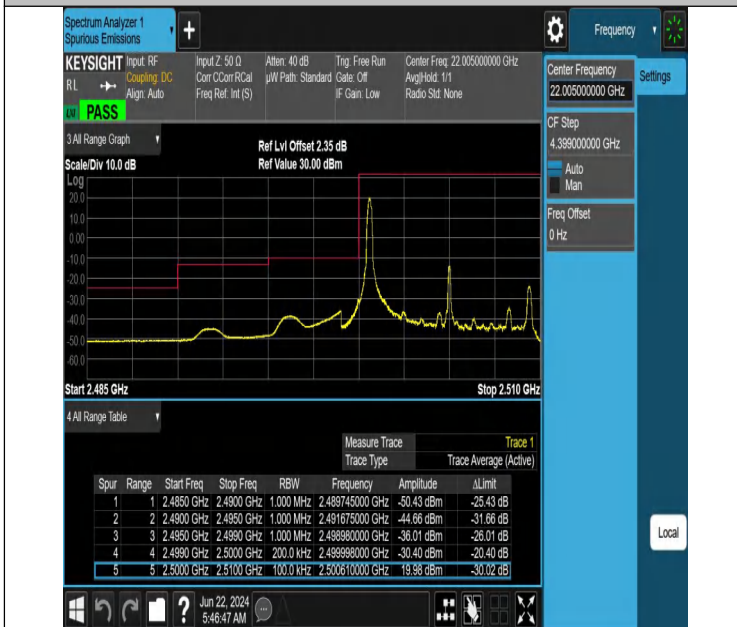 Spectrum Analyzer 1
Spurious Emissions
+
Frequency
KEYSIGHT Input: RF Input Z: 50 Ω Atten: 40 dB Trig: Free Run Center Freq: 22.005000000 GHz
RL Coupling: DC Corr CCorr RCal µW Path: Standard Gate: Off Avg|Hold: 1/1
Align: Auto Freq Ref: Int (S) IF Gain: Low Radio Std: None
LM PASS
Center Frequency
22.005000000 GHz
Settings
CF Step
4.399000000 GHz
Auto
Man
Freq Offset
0 Hz
Local
3 All Range Graph
Ref Lvl Offset 2.35 dB
Scale/Div 10.0 dB Ref Value 30.00 dBm
Log
20.0
10.0
0.00
-10.0
-20.0
-30.0
-40.0
-50.0
-60.0
Start 2.485 GHz Stop 2.510 GHz
4 All Range Table
Measure Trace Trace 1
Trace Type Trace Average (Active)
Spur Range Start Freq Stop Freq RBW Frequency Amplitude ΔLimit
1 1 2.4850 GHz 2.4900 GHz 1.000 MHz 2.489745000 GHz -50.43 dBm -25.43 dB
2 2 2.4900 GHz 2.4950 GHz 1.000 MHz 2.491675000 GHz -44.66 dBm -31.66 dB
3 3 2.4950 GHz 2.4990 GHz 1.000 MHz 2.498980000 GHz -36.01 dBm -26.01 dB
4 4 2.4990 GHz 2.5000 GHz 200.0 kHz 2.499998000 GHz -30.40 dBm -20.40 dB
5 5 2.5000 GHz 2.5100 GHz 100.0 kHz 2.500610000 GHz 19.98 dBm -30.02 dB
?
Jun 22, 2024
5:46:47 AM